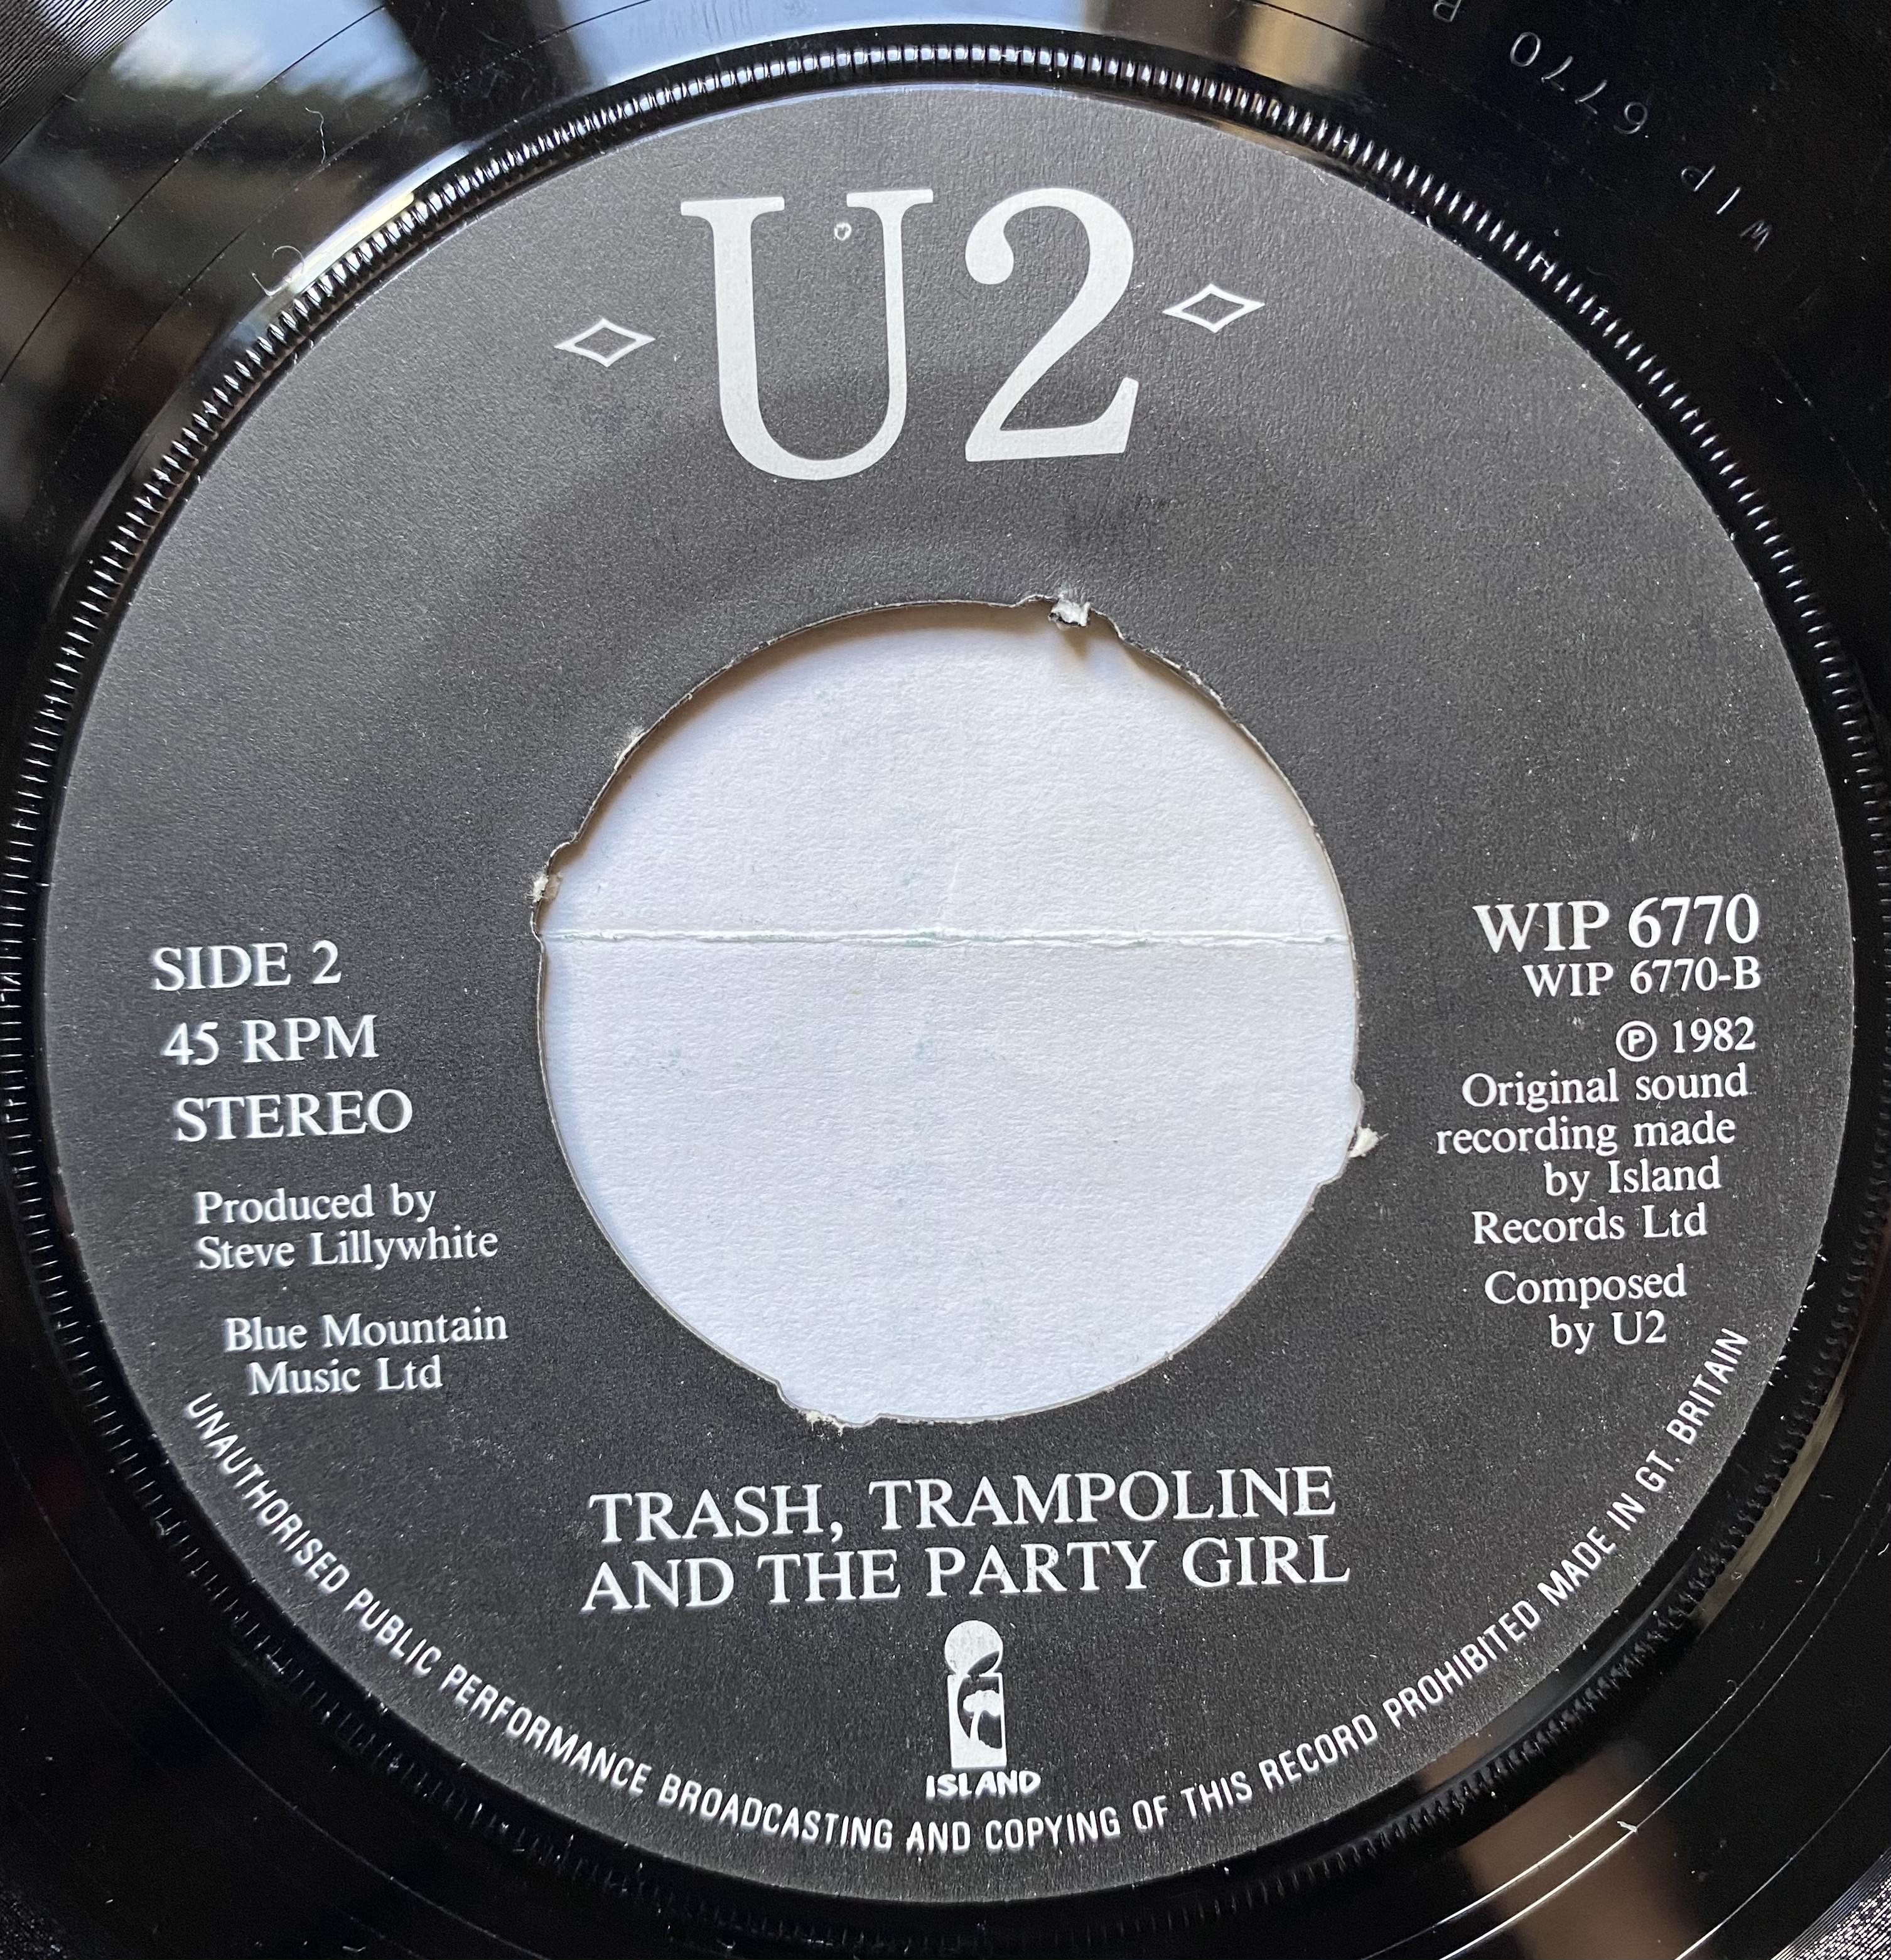 WIP 6770
U2
SIDE 2
45 RPM
STEREO
Produced by
Steve Lillywhite
Blue Mountain
Music Ltd
WIP 6770
WIP 6770-B
℗ 1982
Original sound
recording made
by Island
Records Ltd
Composed
by U2
TRASH, TRAMPOLINE
AND THE PARTY GIRL
ISLAND
UNAUTHORISED PUBLIC PERFORMANCE BROADCASTING AND COPYING OF THIS RECORD PROHIBITED MADE IN GT. BRITAIN